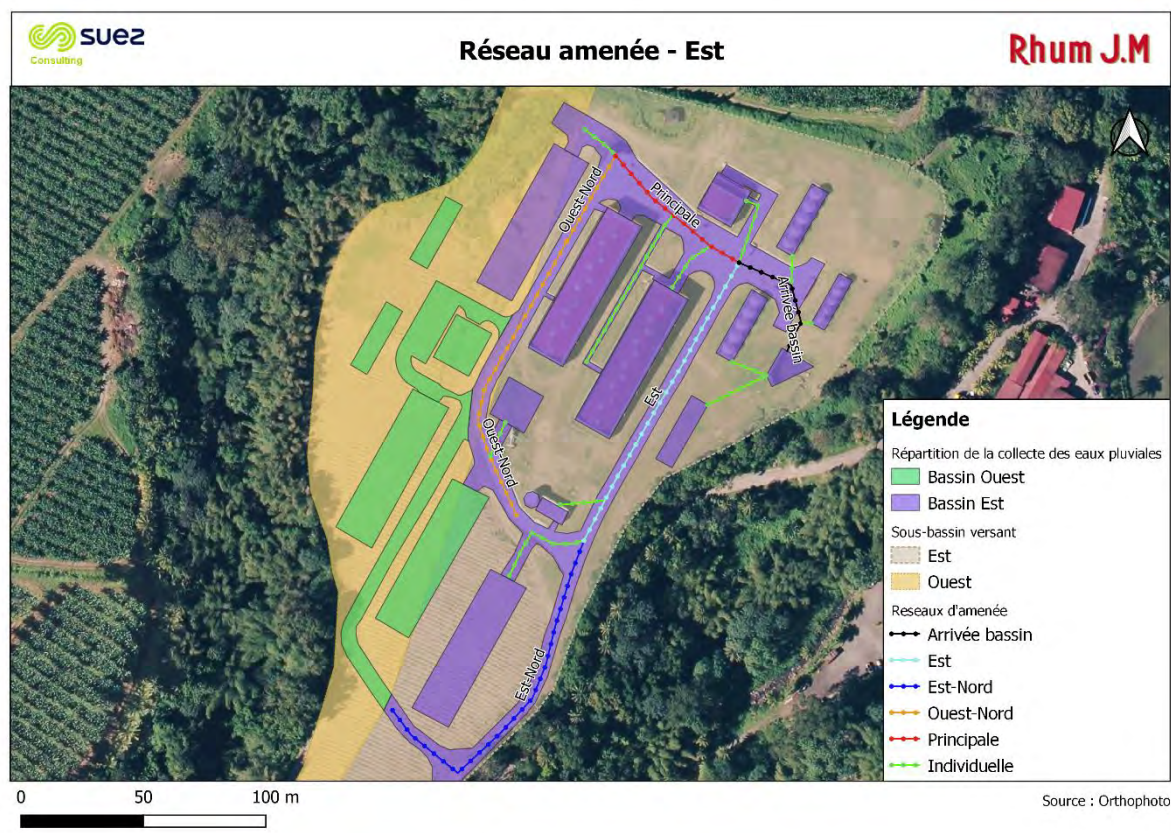 suez
Consulting
Réseau amenée - Est
Rhum J.M
Ouest-Nord
Principale
Arrivée bassin
Est
Ouest-Nord
Est-Nord
Légende
Répartition de la collecte des eaux pluviales
Bassin Ouest
Bassin Est
Sous-bassin versant
Est
Ouest
Reseaux d'amenée
Arrivée bassin
Est
Est-Nord
Ouest-Nord
Principale
Individuelle
0 50 100 m
Source : Orthophoto